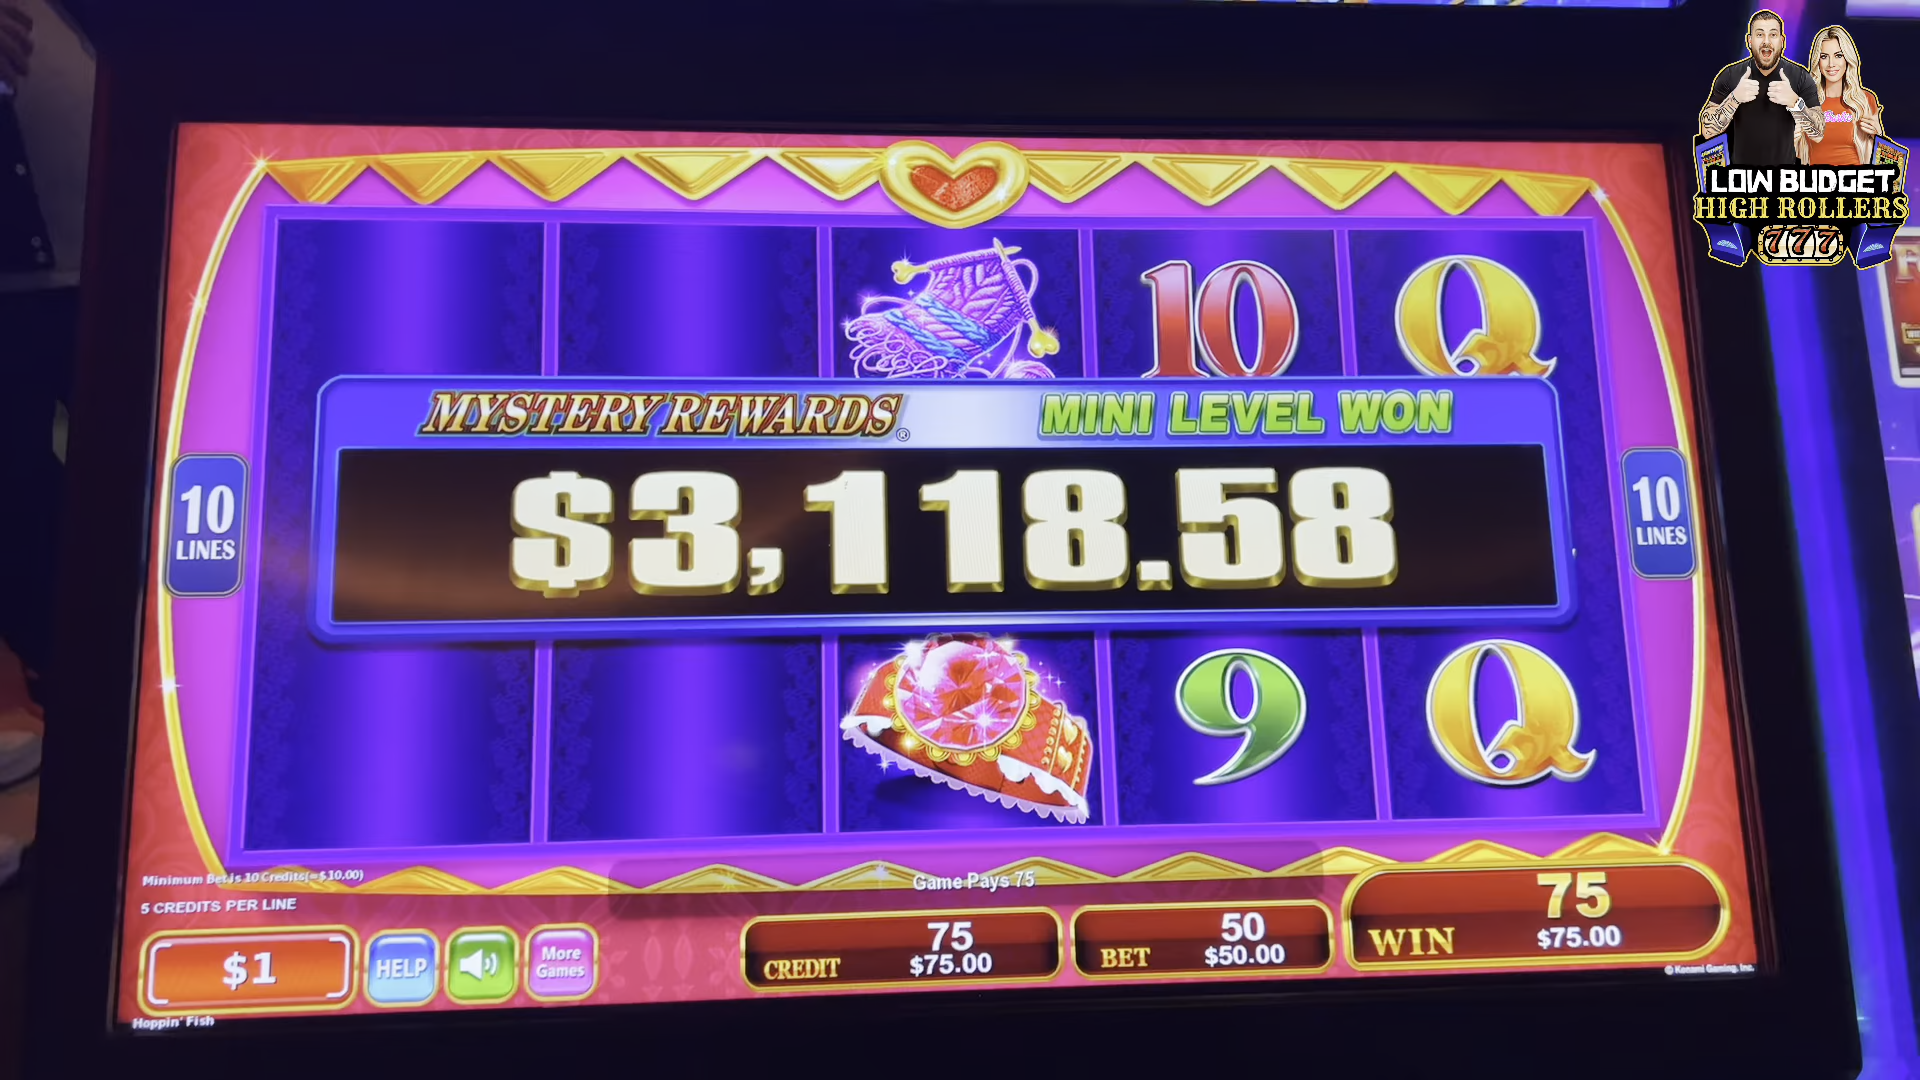 LOW BUDGET
HIGH ROLLERS
777
10
Q
MYSTERY REWARDS®
MINI LEVEL WON
$3,118.58
10
LINES
10
LINES
9
Q
Minimum Bet is 10 Credits(=$10.00)
5 CREDITS PER LINE
Game Pays 75
$1
HELP
More
Games
CREDIT
75
$75.00
BET
50
$50.00
WIN
75
$75.00
© Konami Gaming, Inc.
Hoppin' Fish